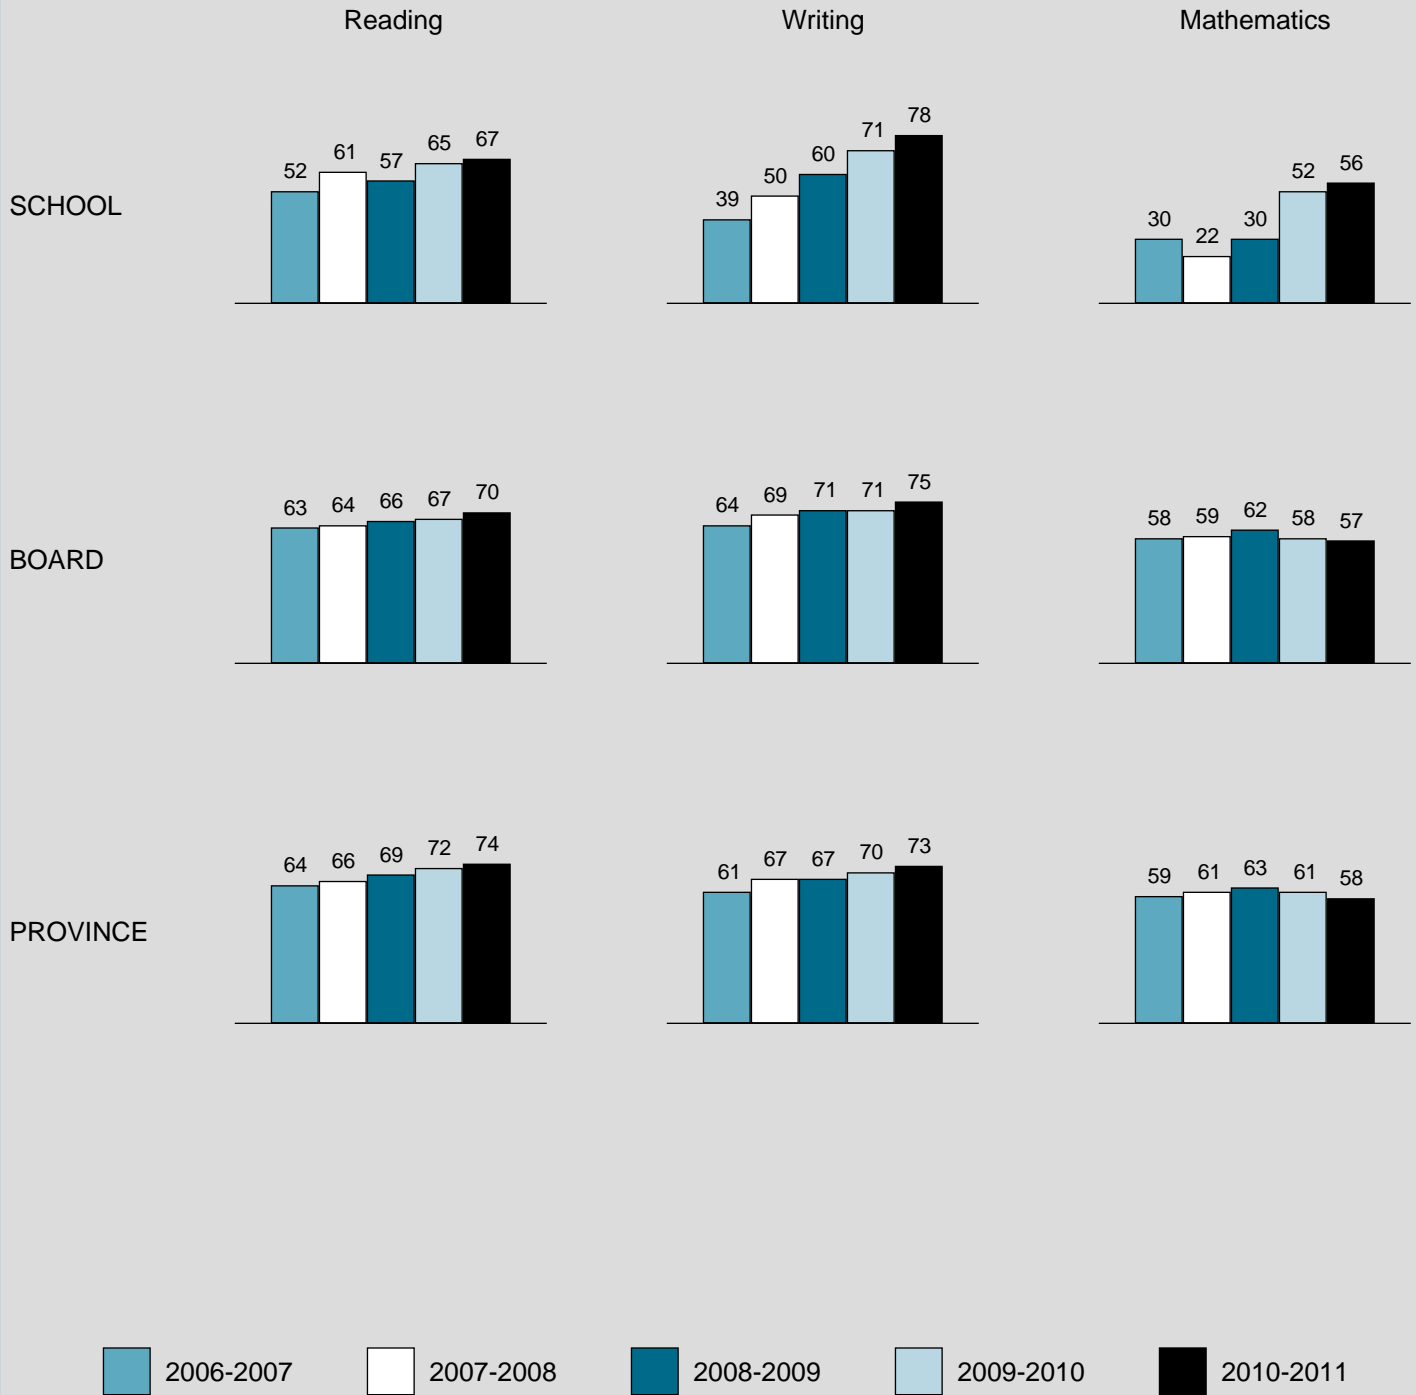 Reading Writing Mathematics
SCHOOL
52 61 57 65 67
39 50 60 71 78
30 22 30 52 56
BOARD
63 64 66 67 70
64 69 71 71 75
58 59 62 58 57
PROVINCE
64 66 69 72 74
61 67 67 70 73
59 61 63 61 58
2006-2007 2007-2008 2008-2009 2009-2010 2010-2011